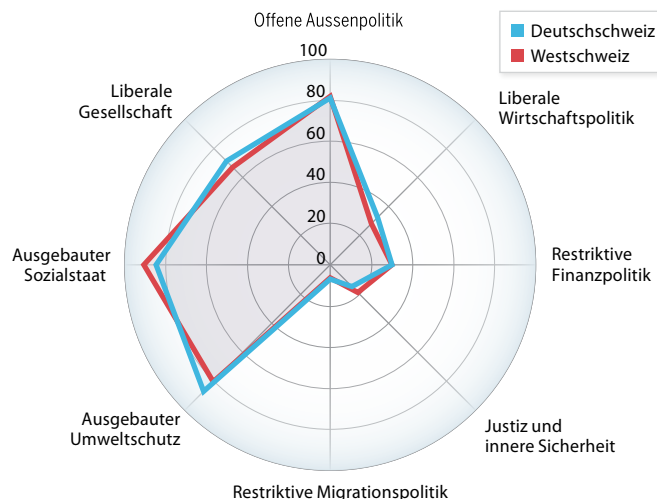 Offene Aussenpolitik
Deutschschweiz
Westschweiz
100
80
60
40
20
0
Liberale
Gesellschaft
Liberale
Wirtschaftspolitik
Ausgebauter
Sozialstaat
Restriktive
Finanzpolitik
Ausgebauter
Umweltschutz
Justiz und
innere Sicherheit
Restriktive Migrationspolitik